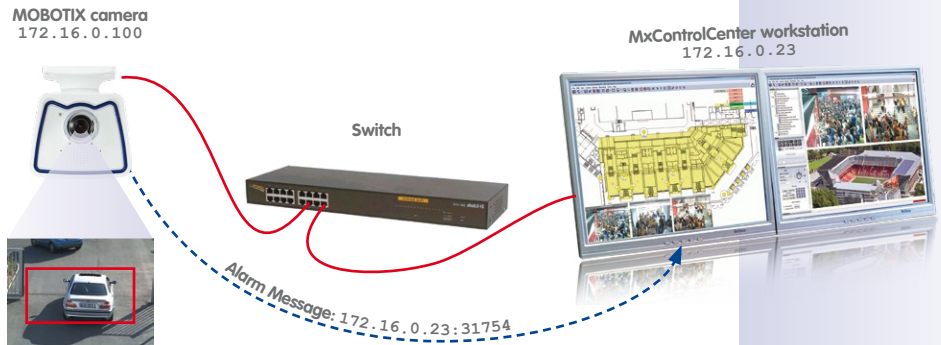 MOBOTIX camera
172.16.0.100
MxControlCenter workstation
172.16.0.23
Switch
Alarm Message: 172.16.0.23:31754